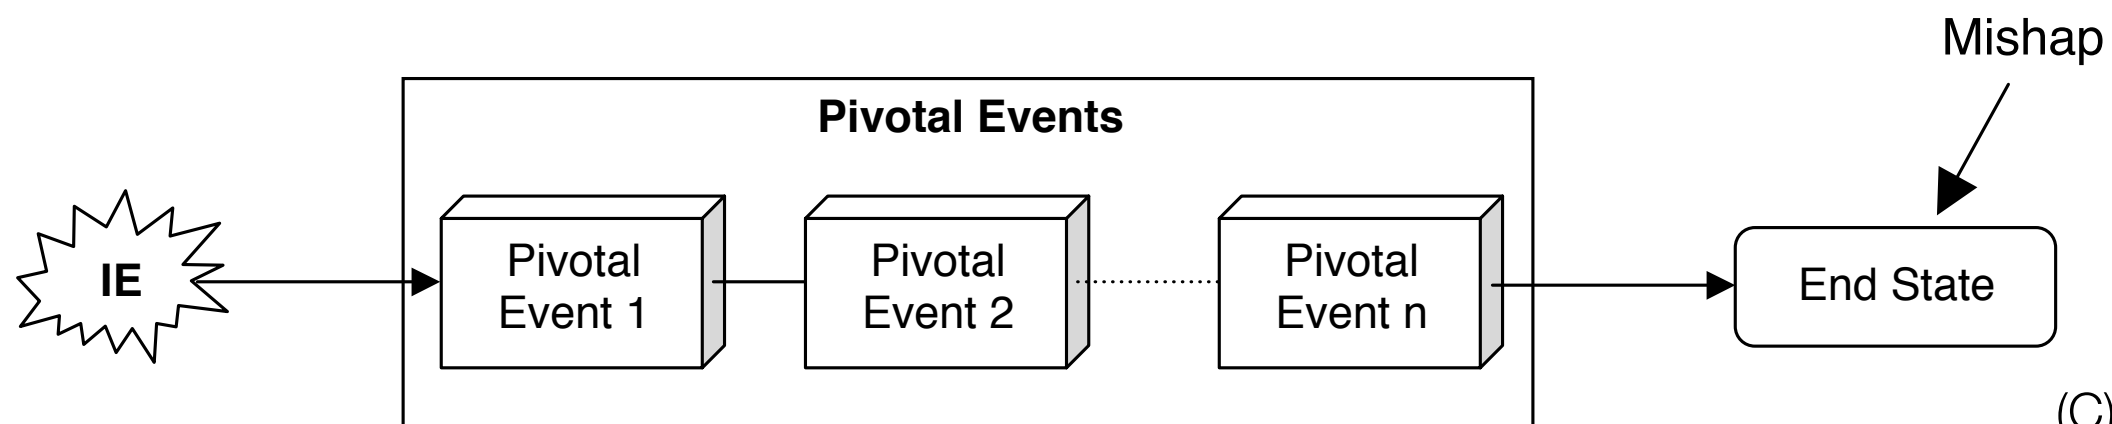 Mishap
Pivotal Events
IE
Pivotal
Event 1
Pivotal
Event 2
Pivotal
Event n
End State
(C)